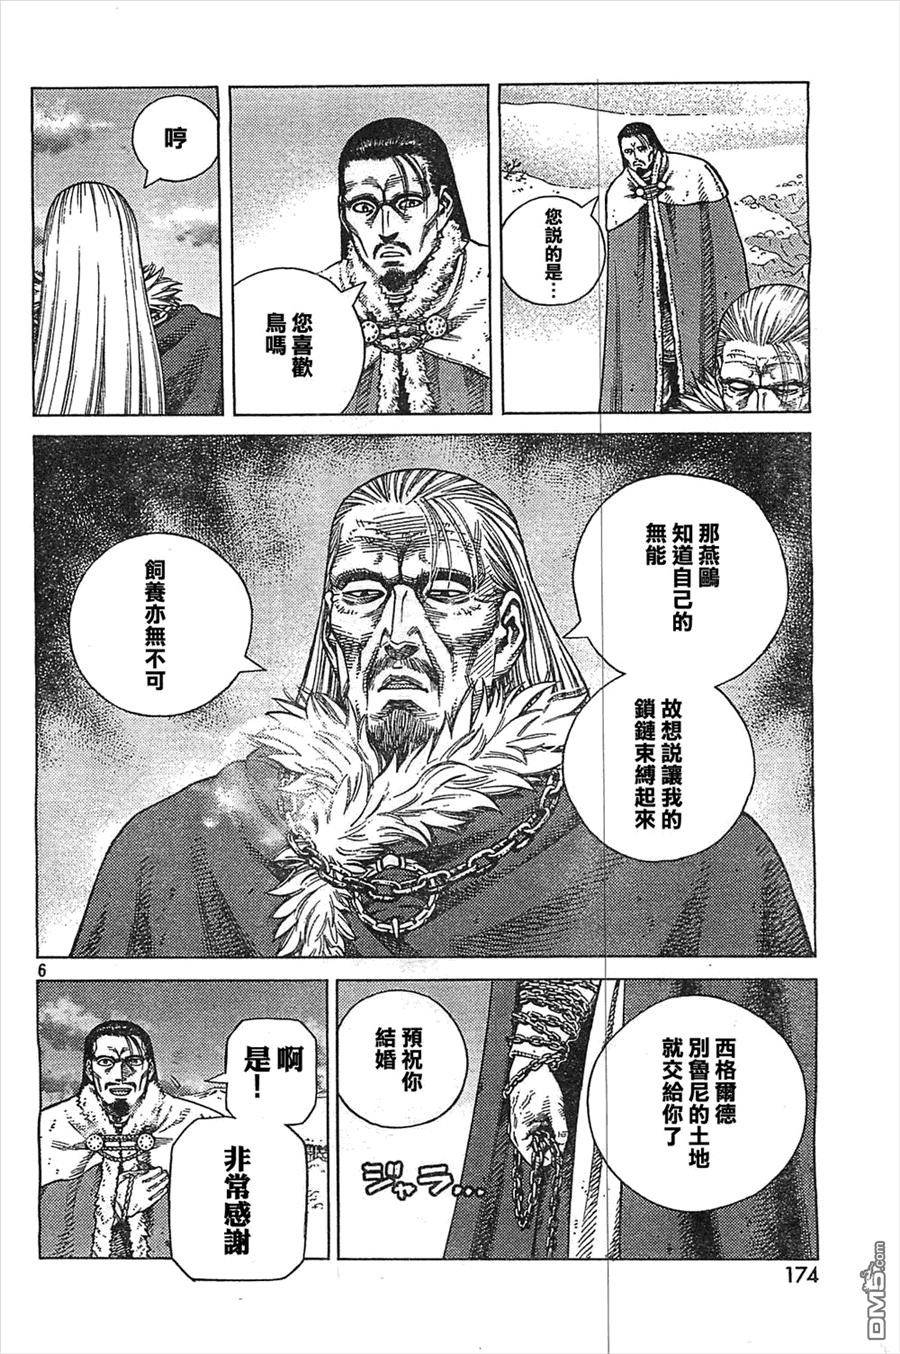 您説的是…
您喜歡
鳥嗎
哼
那燕鷗
知道自己的
無能
故想說讓我的
鎖鏈束縛起來
飼養亦無不可
6
西格爾德
別魯尼的土地
就交給你了
預祝你
結婚
ジャラ…
啊
是！
非常感謝
174
DM5.com